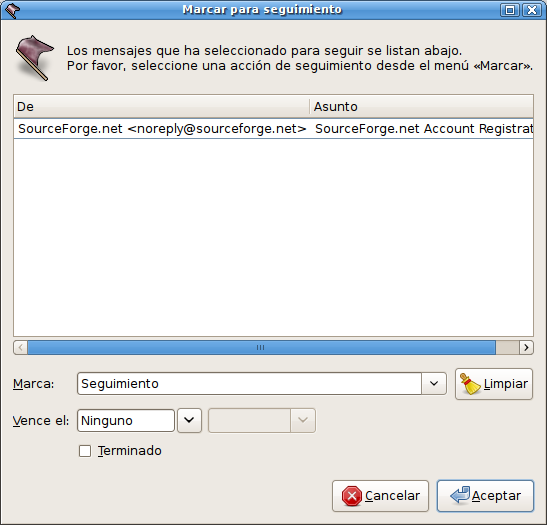 Marcar para seguimiento
Los mensajes que ha seleccionado para seguir se listan abajo.
Por favor, seleccione una acción de seguimiento desde el menú «Marcar».
De Asunto
SourceForge.net <noreply@sourceforge.net> SourceForge.net Account Registrat
Marca: Seguimiento Limpiar
Vence el: Ninguno
Terminado
Cancelar Aceptar